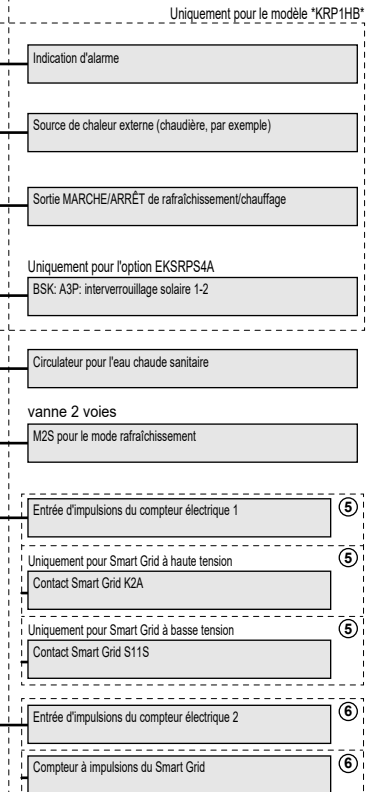 Uniquement pour le modèle *KRP1HB*
Indication d'alarme
Source de chaleur externe (chaudière, par exemple)
Sortie MARCHE/ARRÊT de rafraîchissement/chauffage
Uniquement pour l'option EKSRPS4A
BSK: A3P: interverrouillage solaire 1-2
Circulateur pour l'eau chaude sanitaire
vanne 2 voies
M2S pour le mode rafraîchissement
Entrée d'impulsions du compteur électrique 1 5
Uniquement pour Smart Grid à haute tension 5
Contact Smart Grid K2A
Uniquement pour Smart Grid à basse tension 5
Contact Smart Grid S11S
Entrée d'impulsions du compteur électrique 2 6
Compteur à impulsions du Smart Grid 6